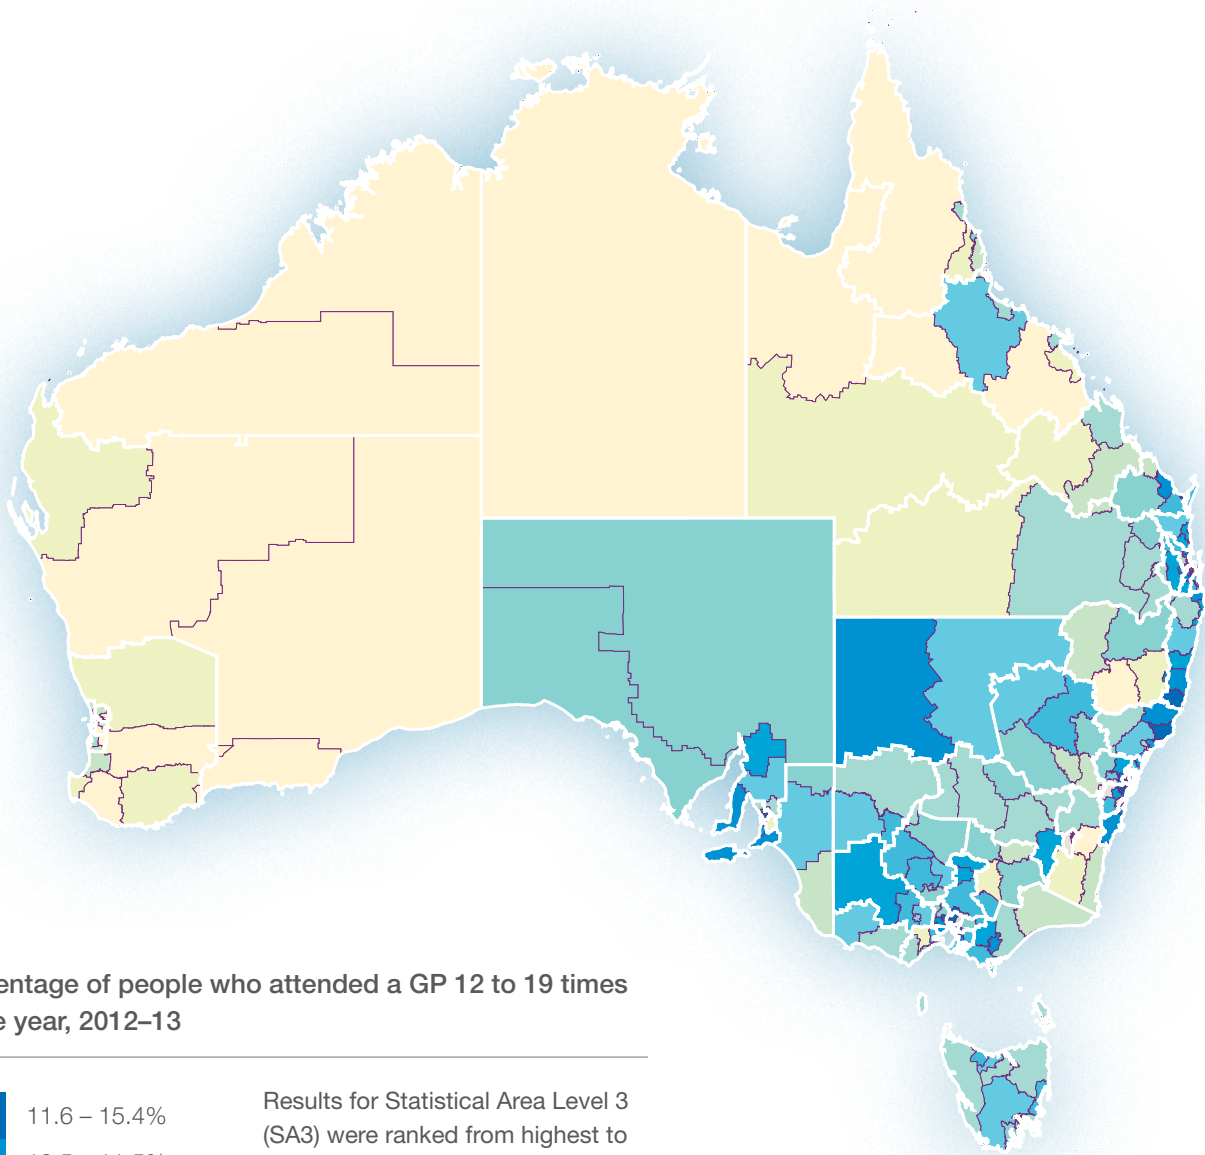 entage of people who attended a GP 12 to 19 times
e year, 2012–13
11.6 – 15.4%
Results for Statistical Area Level 3
(SA3) were ranked from highest to